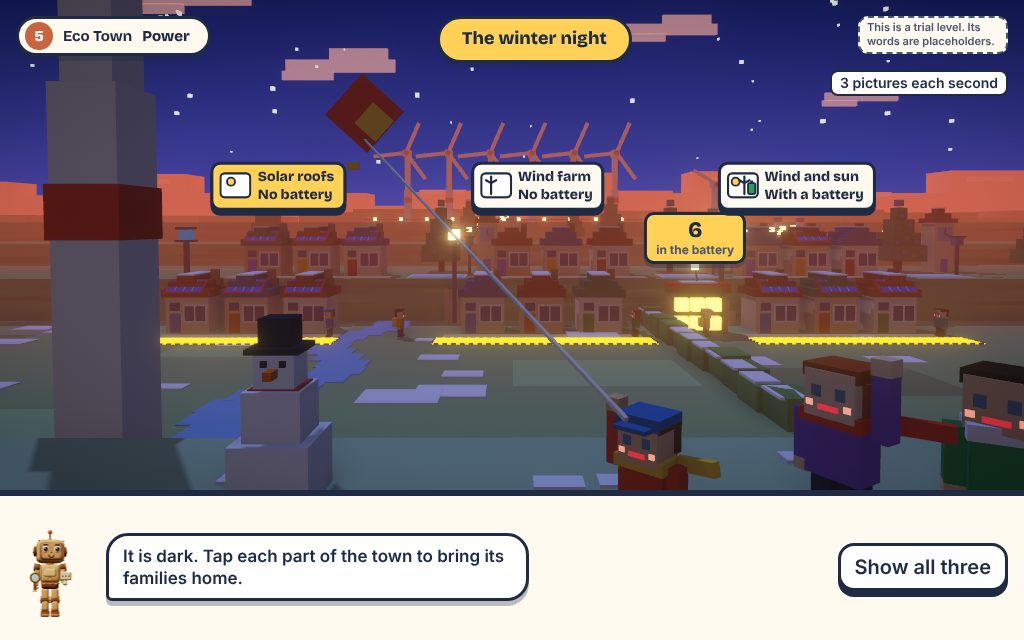 5 Eco Town Power
The winter night
This is a trial level. Its
words are placeholders.
3 pictures each second
Solar roofs
No battery
Wind farm
No battery
Wind and sun
With a battery
6
in the battery
It is dark. Tap each part of the town to bring its
families home.
Show all three